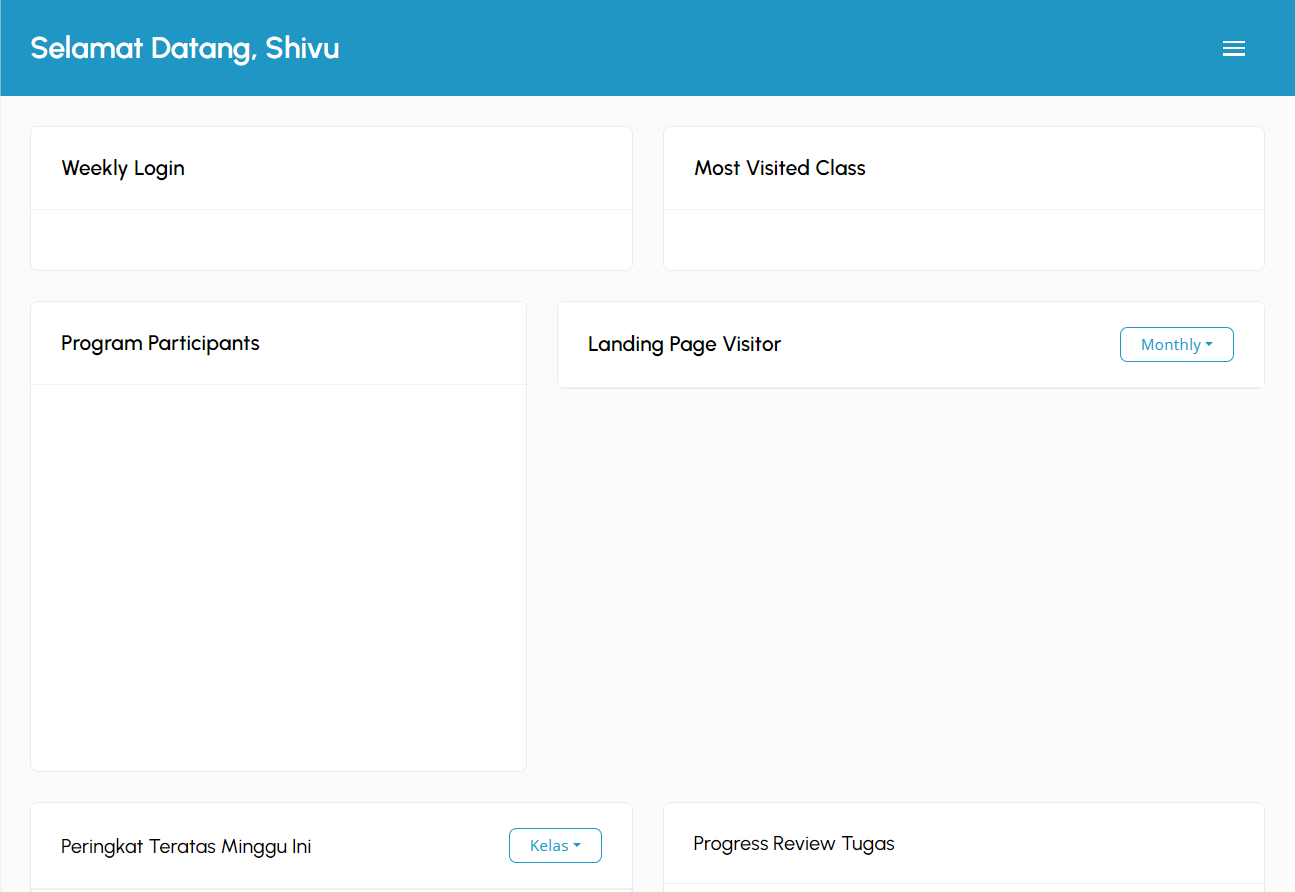 Selamat Datang, Shivu
Weekly Login
Most Visited Class
Program Participants
Landing Page Visitor
Monthly
Peringkat Teratas Minggu Ini
Kelas
Progress Review Tugas